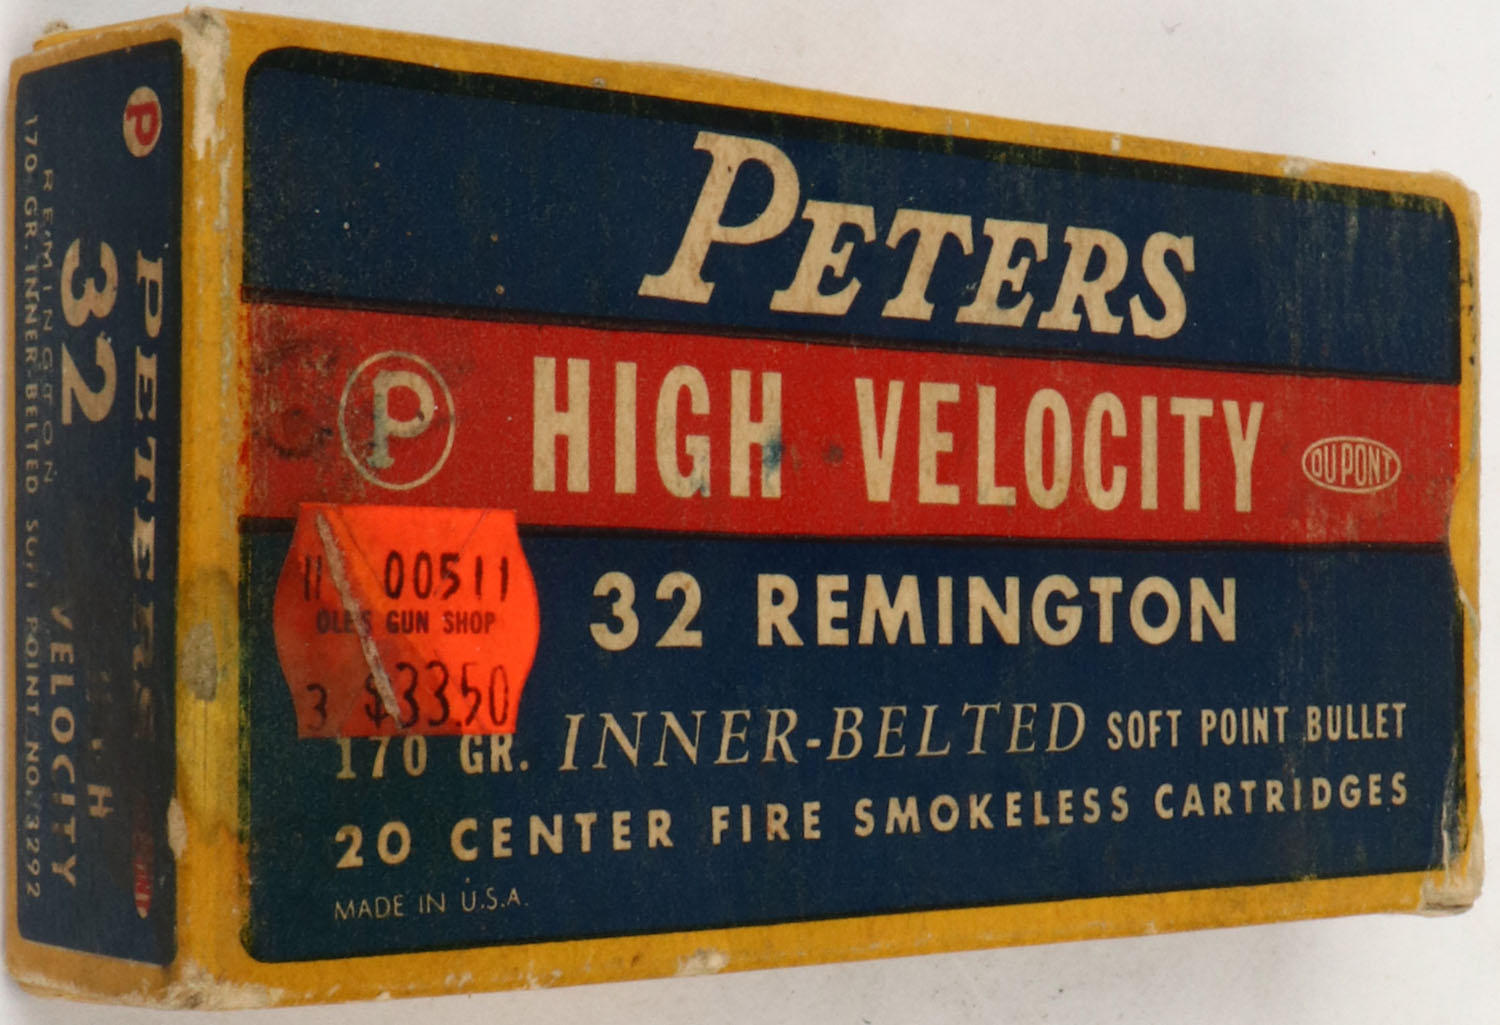 PETERS
P HIGH VELOCITY DU PONT
32 REMINGTON
170 GR. INNER-BELTED SOFT POINT BULLET
20 CENTER FIRE SMOKELESS CARTRIDGES
MADE IN U.S.A.
11 00511
OLE'S GUN SHOP
3 $33.50
P
PETERS
H
VELOCITY
32
REMINGTON
170 GR. INNER-BELTED SOFT POINT NO. 3292